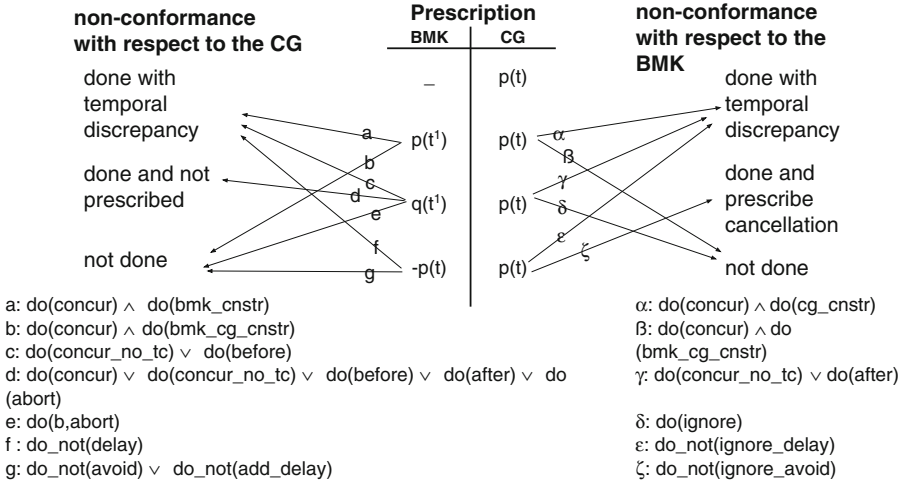 non-conformance
with respect to the CG
Prescription
BMK CG
non-conformance
with respect to the
BMK
done with
temporal
discrepancy
done and not
prescribed
not done
– p(t)
p(t¹) p(t)
q(t¹) p(t)
-p(t) p(t)
a
b
c
d
e
f
g
α
ß
γ
δ
ε
ζ
done with
temporal
discrepancy
done and
prescribe
cancellation
not done
a: do(concur) ∧ do(bmk_cnstr)
b: do(concur) ∧ do(bmk_cg_cnstr)
c: do(concur_no_tc) ∨ do(before)
d: do(concur) ∨ do(concur_no_tc) ∨ do(before) ∨ do(after) ∨ do
(abort)
e: do(b,abort)
f : do_not(delay)
g: do_not(avoid) ∨ do_not(add_delay)
α: do(concur) ∧ do(cg_cnstr)
ß: do(concur) ∧ do
(bmk_cg_cnstr)
γ: do(concur_no_tc) ∨ do(after)
δ: do(ignore)
ε: do_not(ignore_delay)
ζ: do_not(ignore_avoid)